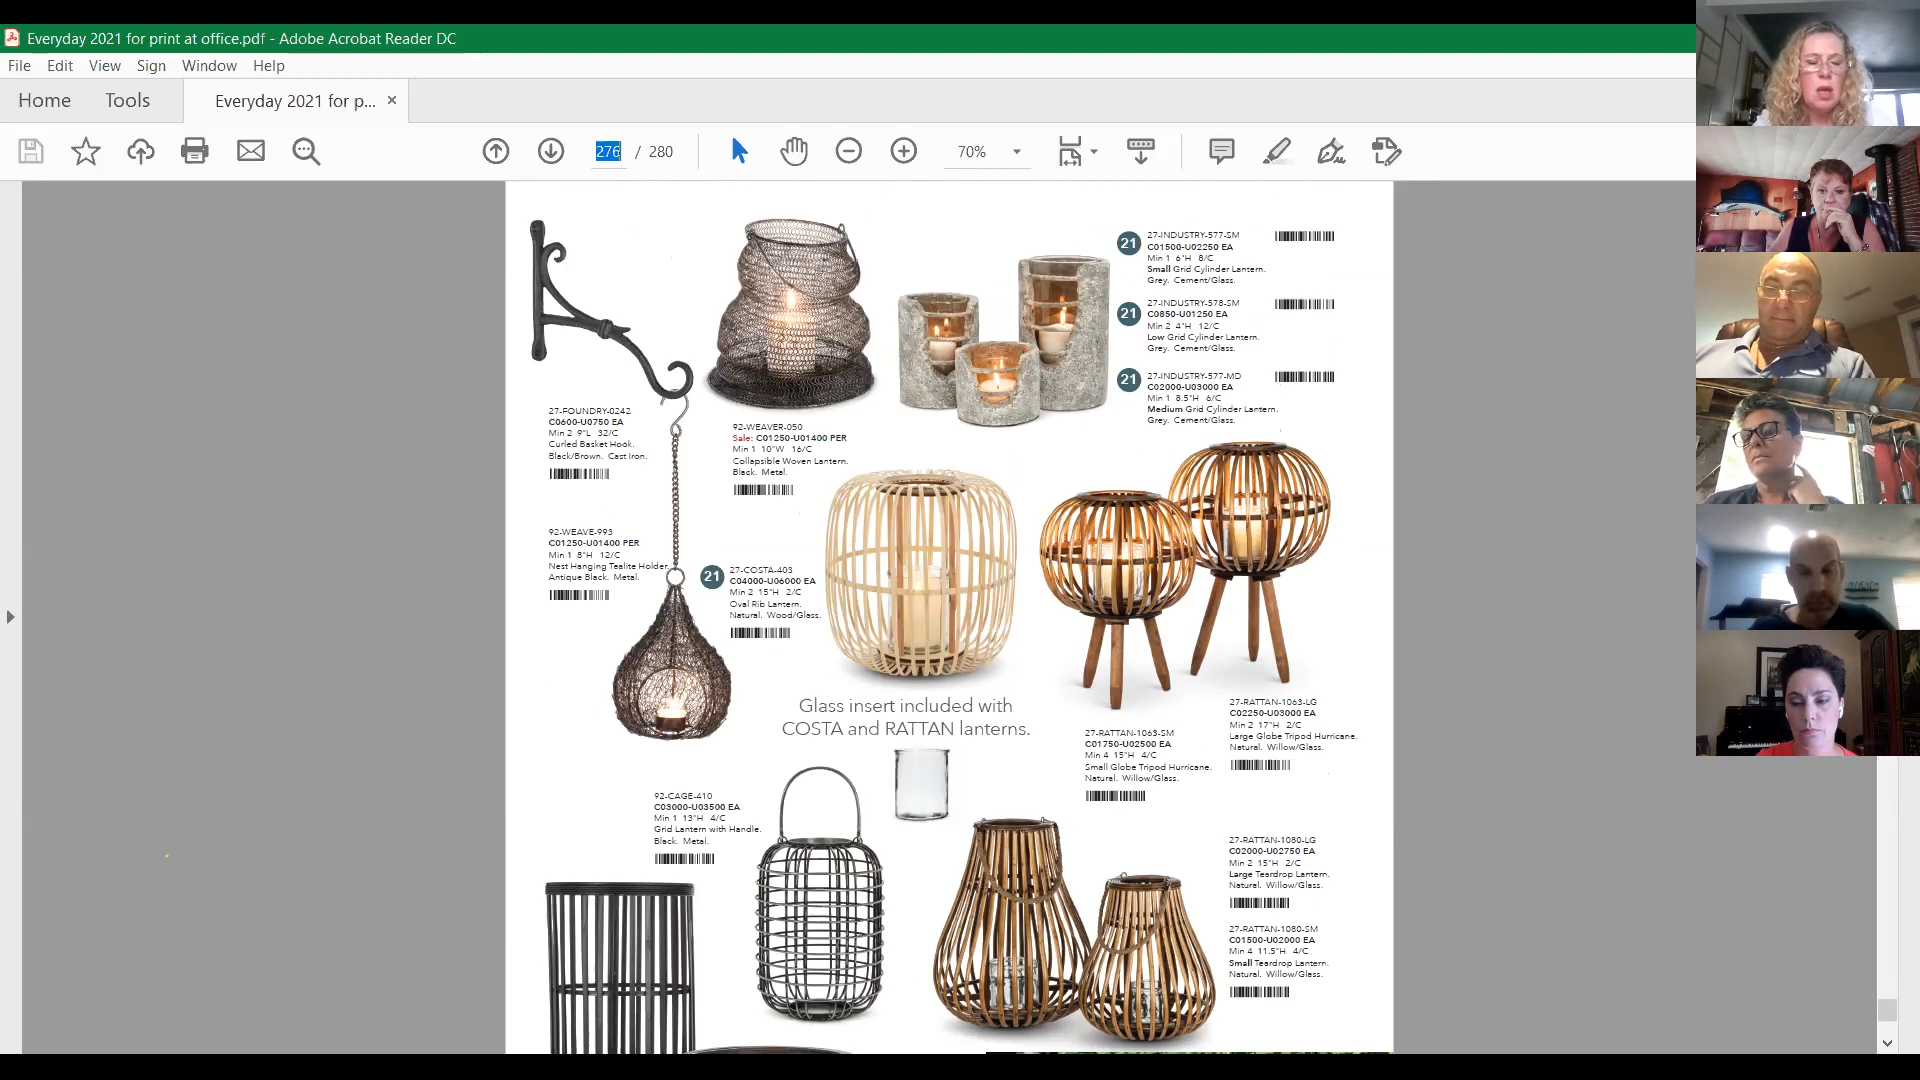 Everyday 2021 for print at office.pdf - Adobe Acrobat Reader DC
File Edit View Sign Window Help
Home Tools Everyday 2021 for p... ×
276 / 280 70%
27-FOUNDRY-0242
C0600-U0750 EA
Min 2 9"L 32/C
Curled Basket Hook.
Black/Brown. Cast Iron.
92-WEAVER-050
Sale: C01250-U01400 PER
Min 1 10"W 16/C
Collapsible Woven Lantern.
Black. Metal.
21
27-INDUSTRY-577-SM
C01500-U02250 EA
Min 1 6"H 8/C
Small Grid Cylinder Lantern.
Grey. Cement/Glass.
21
27-INDUSTRY-578-SM
C0850-U01250 EA
Min 2 4"H 12/C
Low Grid Cylinder Lantern.
Grey. Cement/Glass.
21
27-INDUSTRY-577-MD
C02000-U03000 EA
Min 1 8.5"H 6/C
Medium Grid Cylinder Lantern.
Grey. Cement/Glass.
92-WEAVE-993
C01250-U01400 PER
Min 1 8"H 12/C
Nest Hanging Tealite Holder.
Antique Black. Metal.
21
27-COSTA-403
C04000-U06000 EA
Min 2 15"H 2/C
Oval Rib Lantern.
Natural. Wood/Glass.
Glass insert included with
COSTA and RATTAN lanterns.
27-RATTAN-1063-SM
C01750-U02500 EA
Min 4 15"H 4/C
Small Globe Tripod Hurricane.
Natural. Willow/Glass.
27-RATTAN-1063-LG
C02250-U03000 EA
Min 2 17"H 2/C
Large Globe Tripod Hurricane.
Natural. Willow/Glass.
92-CAGE-410
C03000-U03500 EA
Min 1 13"H 4/C
Grid Lantern with Handle.
Black. Metal.
27-RATTAN-1080-LG
C02000-U02750 EA
Min 2 15"H 2/C
Large Teardrop Lantern.
Natural. Willow/Glass.
27-RATTAN-1080-SM
C01500-U02000 EA
Min 4 11.5"H 4/C
Small Teardrop Lantern.
Natural. Willow/Glass.